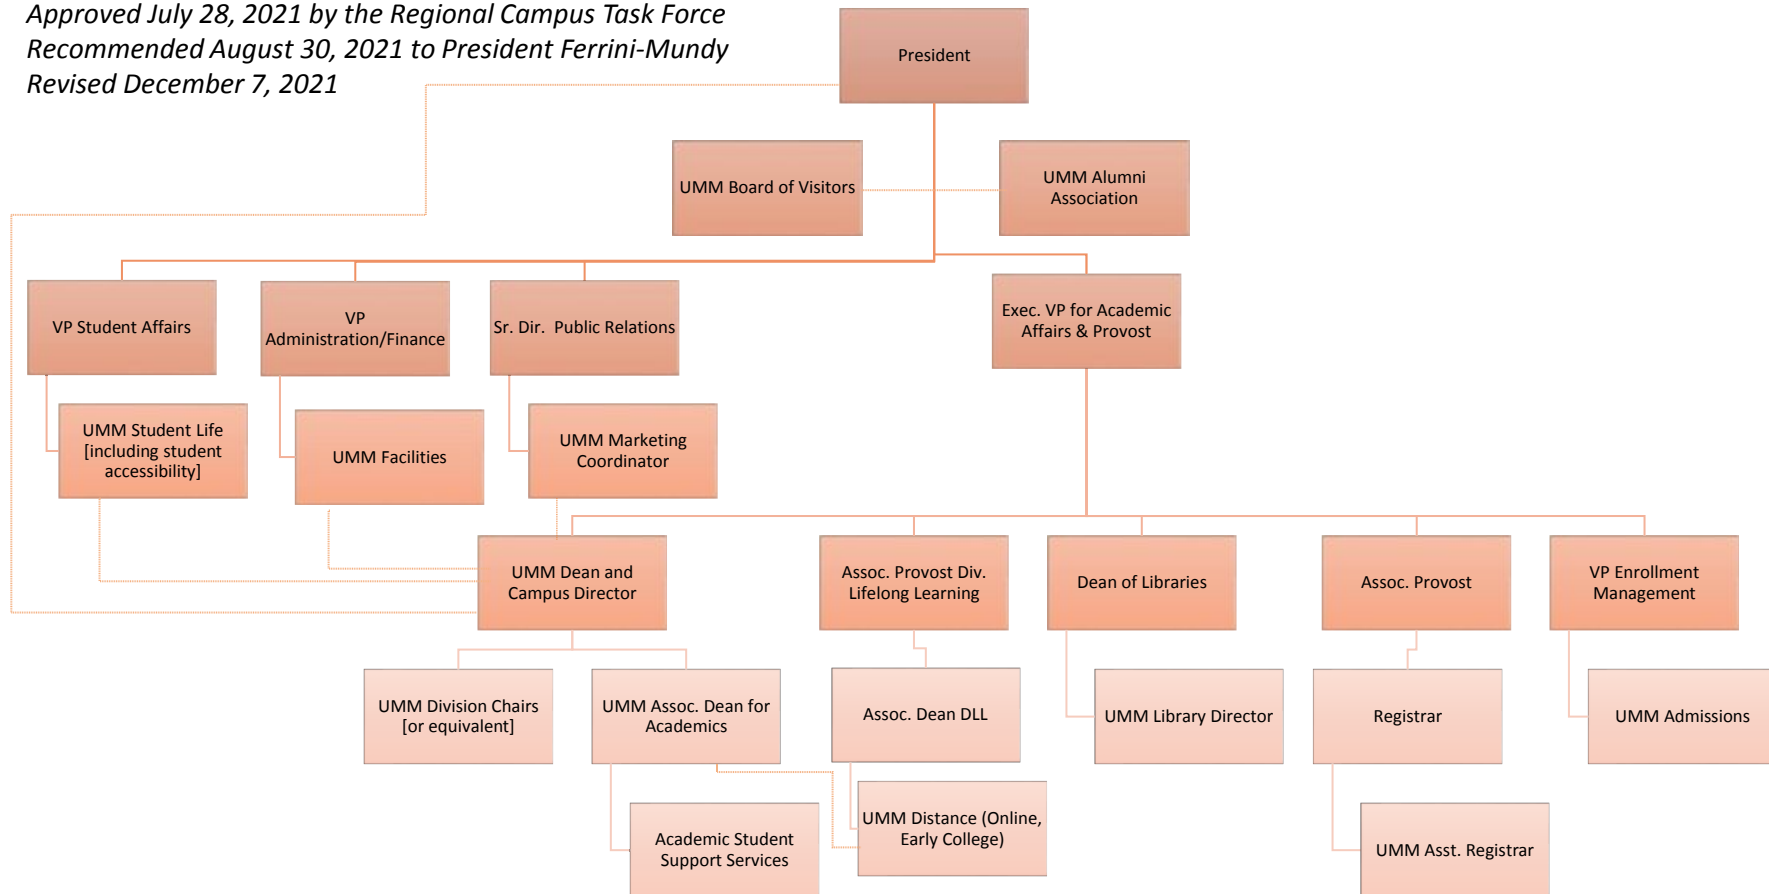 Approved July 28, 2021 by the Regional Campus Task Force
Recommended August 30, 2021 to President Ferrini-Mundy
Revised December 7, 2021
President
UMM Board of Visitors
UMM Alumni
Association
VP Student Affairs
VP
Administration/Finance
Sr. Dir. Public Relations
Exec. VP for Academic
Affairs & Provost
UMM Student Life
[including student
accessibility]
UMM Facilities
UMM Marketing
Coordinator
UMM Dean and
Campus Director
Assoc. Provost Div.
Lifelong Learning
Dean of Libraries
Assoc. Provost
VP Enrollment
Management
UMM Division Chairs
[or equivalent]
UMM Assoc. Dean for
Academics
Assoc. Dean DLL
UMM Library Director
Registrar
UMM Admissions
Academic Student
Support Services
UMM Distance (Online,
Early College)
UMM Asst. Registrar